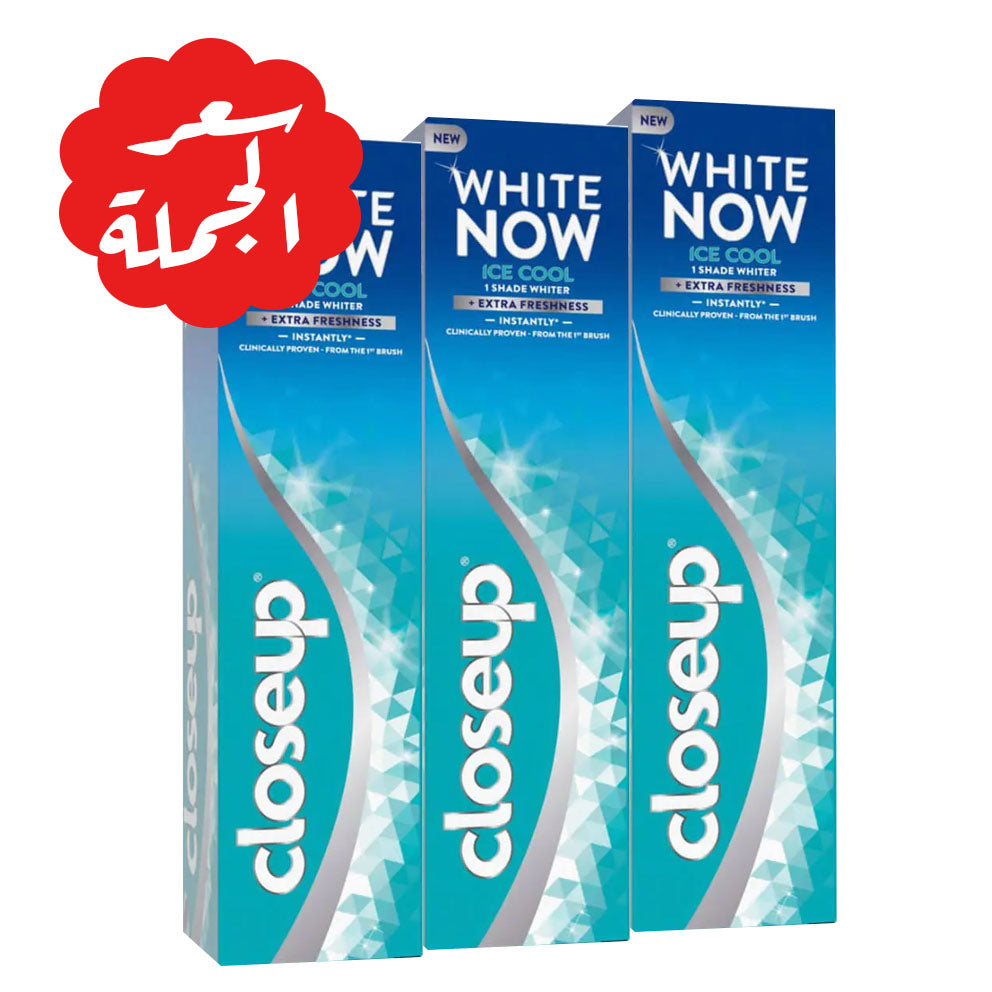 سعر
الجملة
TE
OW
COOL
SHADE WHITER
+ EXTRA FRESHNESS
— INSTANTLY* —
CLINICALLY PROVEN - FROM THE 1ST BRUSH
closeup®
NEW
WHITE
NOW
ICE COOL
1 SHADE WHITER
+ EXTRA FRESHNESS
— INSTANTLY* —
CLINICALLY PROVEN - FROM THE 1ST BRUSH
closeup®
NEW
WHITE
NOW
ICE COOL
1 SHADE WHITER
+ EXTRA FRESHNESS
— INSTANTLY* —
CLINICALLY PROVEN - FROM THE 1ST BRUSH
closeup®
closeup